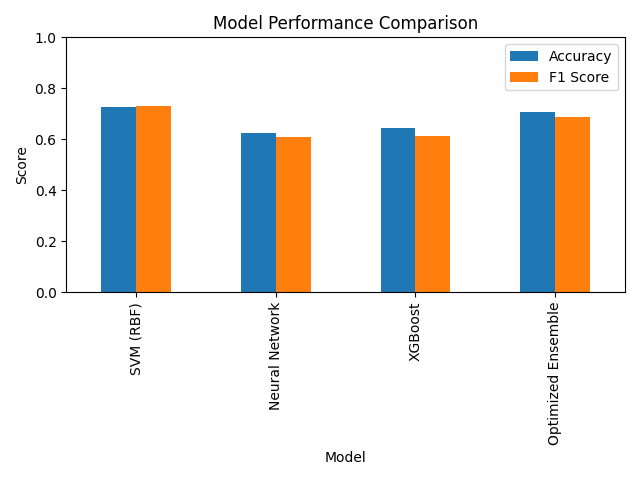 Model Performance Comparison
Accuracy
F1 Score
Score
1.0
0.8
0.6
0.4
0.2
0.0
SVM (RBF)
Neural Network
XGBoost
Optimized Ensemble
Model